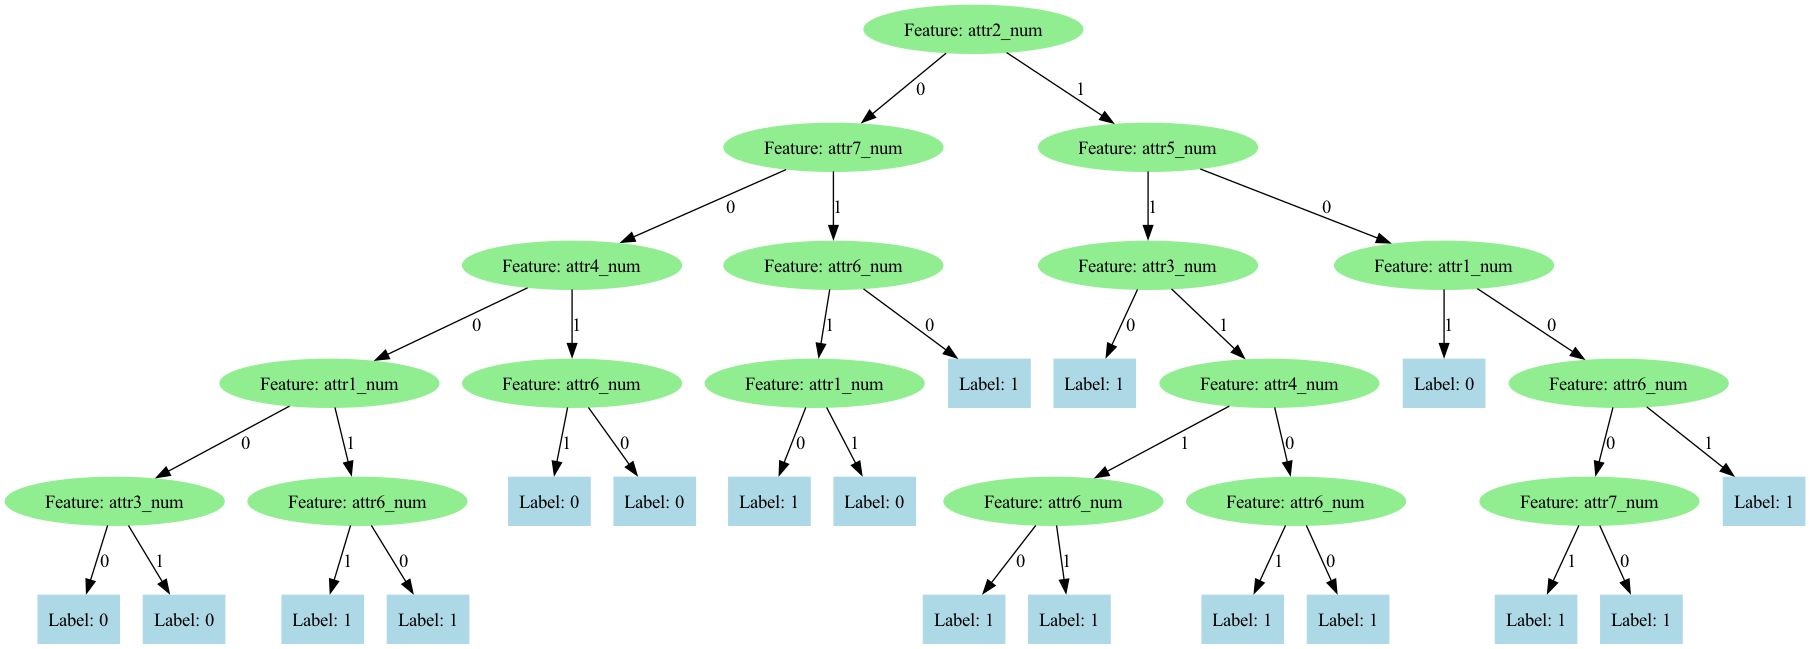 Feature: attr2_num
0
1
Feature: attr7_num
Feature: attr5_num
0
1
1
0
Feature: attr4_num
Feature: attr6_num
Feature: attr3_num
Feature: attr1_num
0
1
1
0
0
1
1
0
Feature: attr1_num
Feature: attr6_num
Feature: attr1_num
Label: 1
Label: 1
Feature: attr4_num
Label: 0
Feature: attr6_num
0
1
1
0
0
1
1
0
0
1
Feature: attr3_num
Feature: attr6_num
Label: 0
Label: 0
Label: 1
Label: 0
Feature: attr6_num
Feature: attr6_num
Feature: attr7_num
Label: 1
0
1
1
0
0
1
1
0
1
0
Label: 0
Label: 0
Label: 1
Label: 1
Label: 1
Label: 1
Label: 1
Label: 1
Label: 1
Label: 1